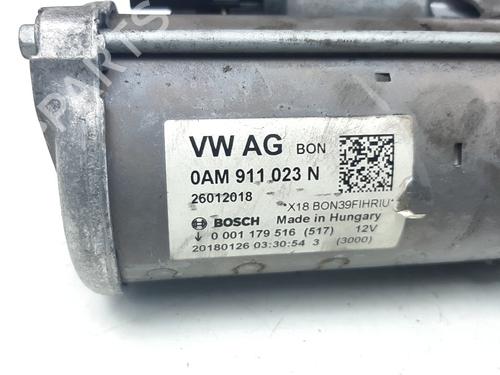 VW AG BON
0AM 911 023 N
26012018
*X18 BON39FIHRIU*
BOSCH Made in Hungary
0 001 179 516 (517) 12V
20180126 03:30:54 3 (3000)